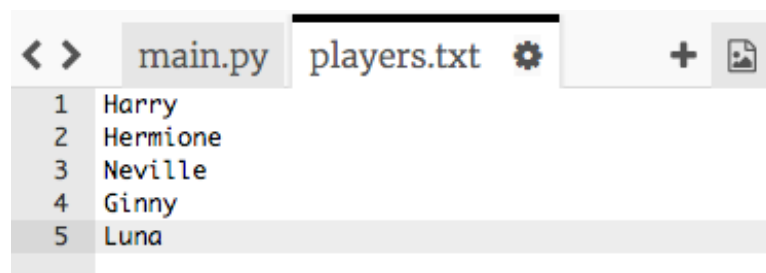 < > main.py players.txt +
1 Harry
2 Hermione
3 Neville
4 Ginny
5 Luna